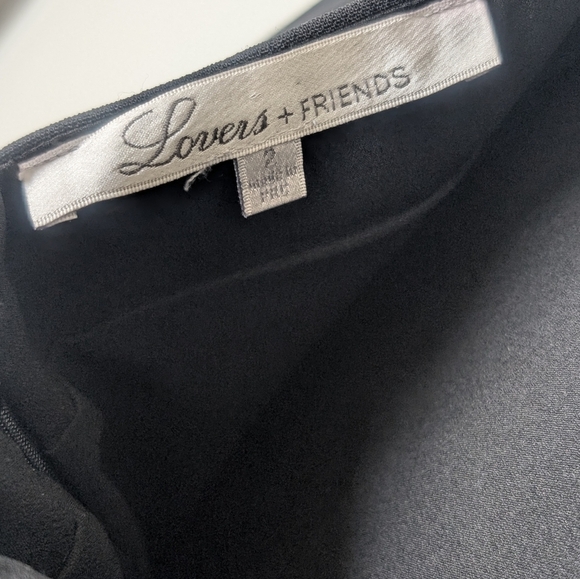 Lovers + FRIENDS
2
MADE IN
PRC